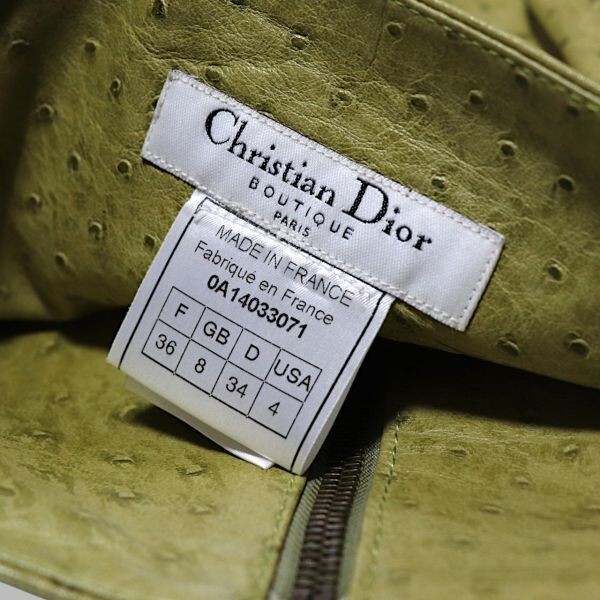 Christian Dior
BOUTIQUE
PARIS
MADE IN FRANCE
Fabriqué en France
0A14033071
F GB D USA
36 8 34 4